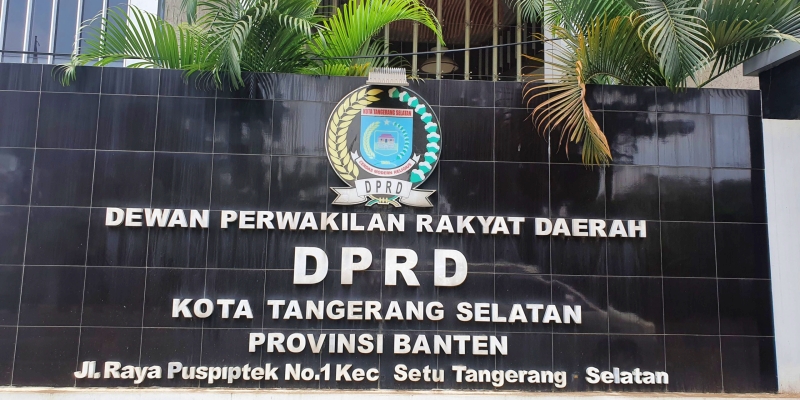 KOTA TANGERANG SELATAN
DPRD
DEWAN PERWAKILAN RAKYAT DAERAH
DPRD
KOTA TANGERANG SELATAN
PROVINSI BANTEN
Jl. Raya Puspiptek No.1 Kec Setu Tangerang Selatan